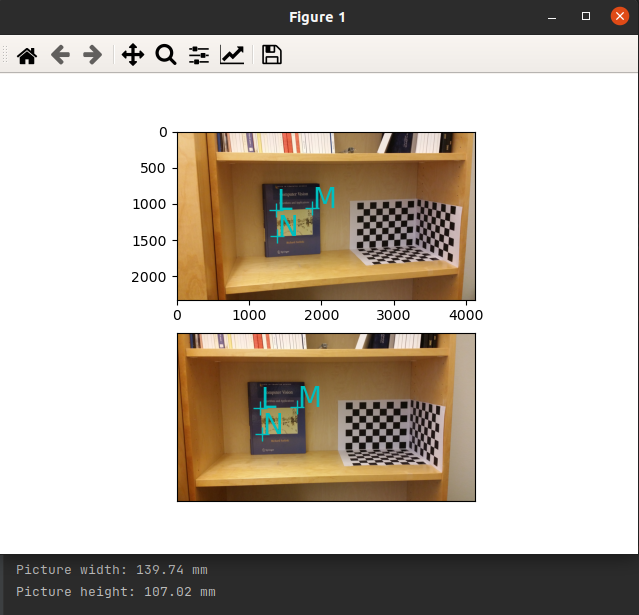 Figure 1
0
500
1000
1500
2000
L M
N
0 1000 2000 3000 4000
L M
N
Picture width: 139.74 mm
Picture height: 107.02 mm